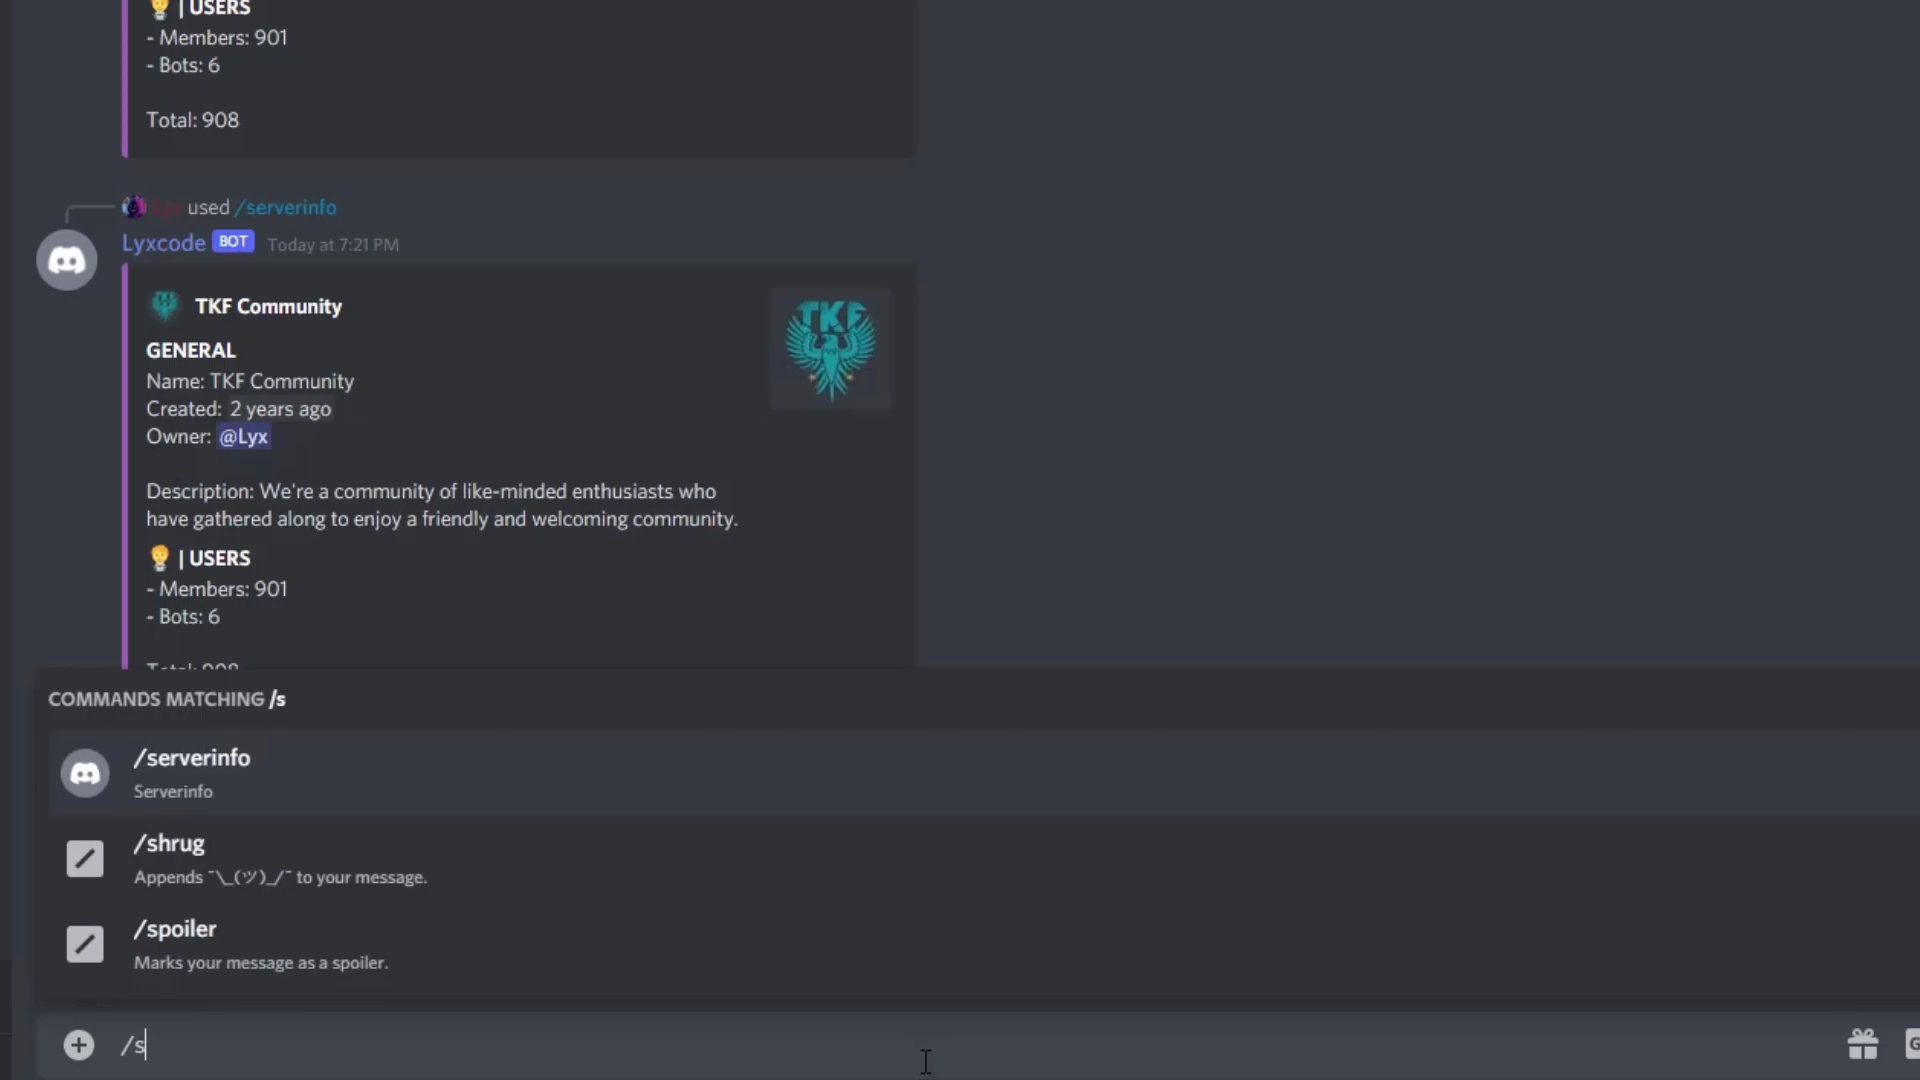 | USERS
- Members: 901
- Bots: 6
Total: 908
Lyx used /serverinfo
Lyxcode BOT Today at 7:21 PM
TKF Community
TKF
GENERAL
Name: TKF Community
Created: 2 years ago
Owner: @Lyx
Description: We're a community of like-minded enthusiasts who
have gathered along to enjoy a friendly and welcoming community.
| USERS
- Members: 901
- Bots: 6
Total: 908
COMMANDS MATCHING /s
/serverinfo
Serverinfo
/shrug
Appends ¯\_(ツ)_/¯ to your message.
/spoiler
Marks your message as a spoiler.
/s